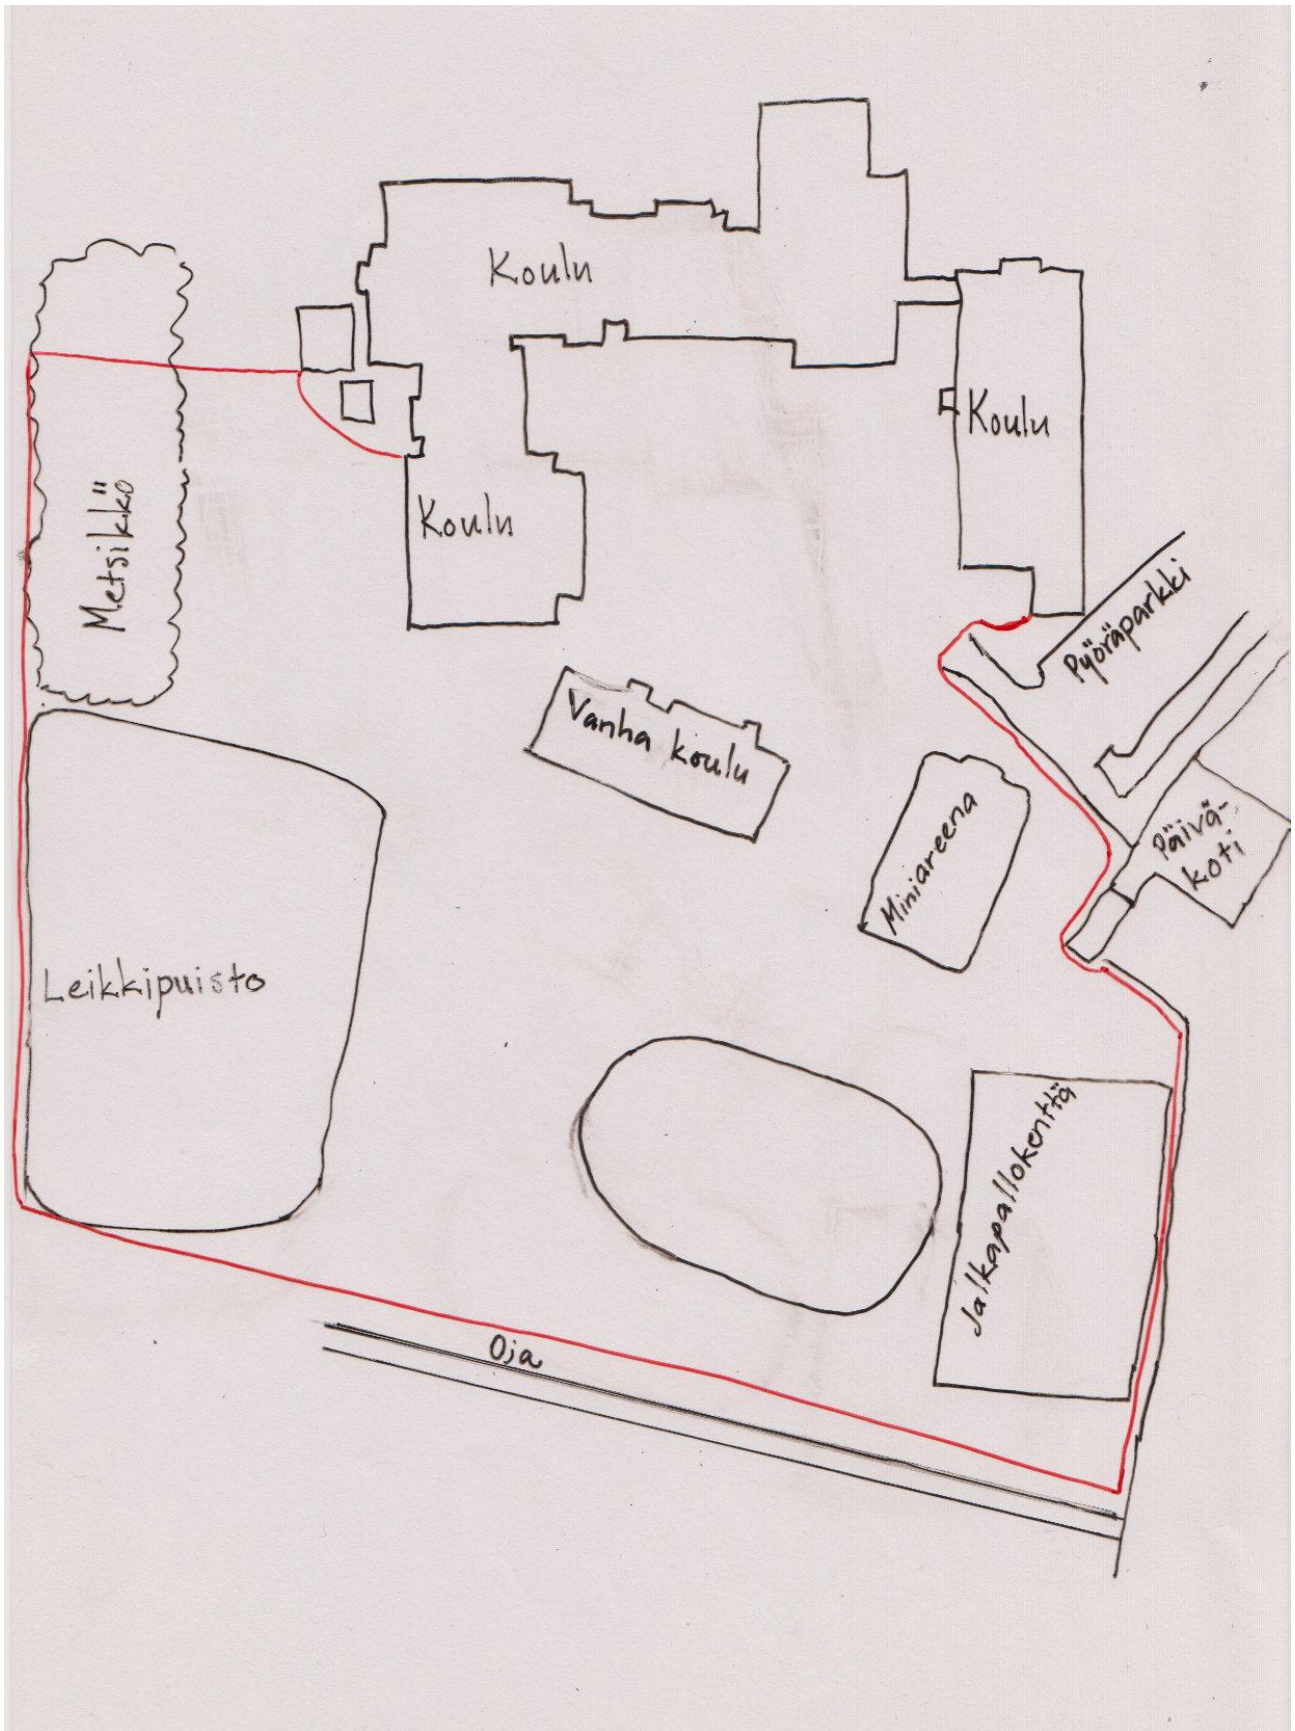 Koulu
Koulu
Koulu
Metsikkö
Pyöräparkki
Vanha koulu
Miniareena
Päivä-
koti
Leikkipuisto
Jalkapallokenttä
Oja